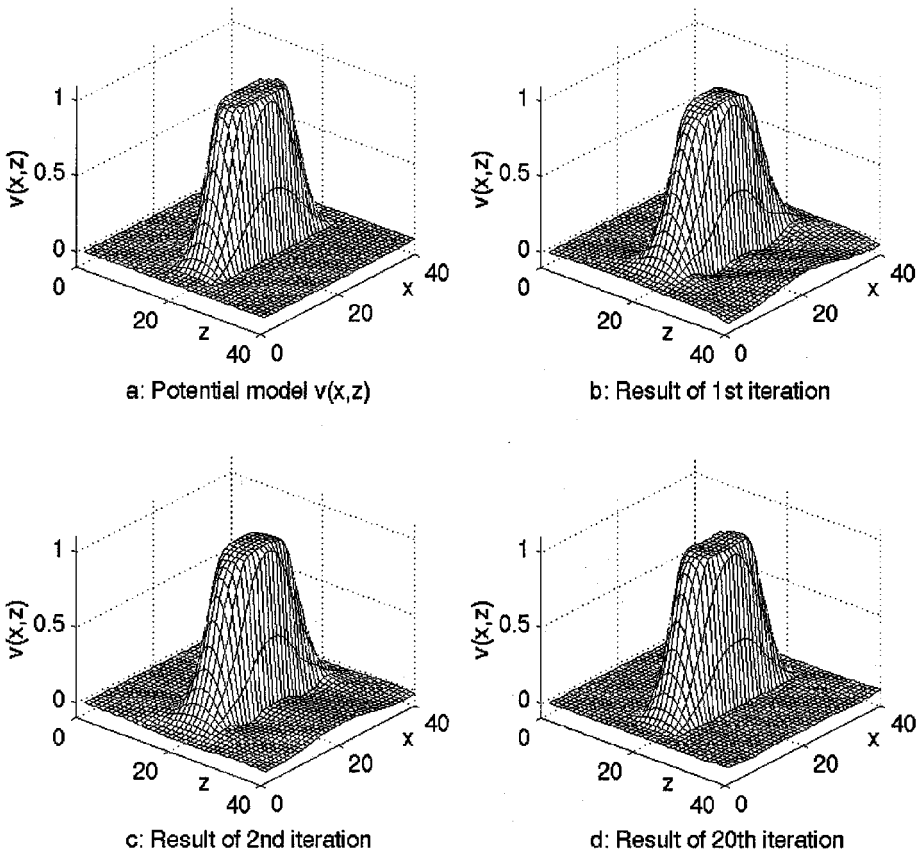 1
0.5
0
v(x,z)
0
20
40
z
0
20
40
x
a: Potential model v(x,z)
1
0.5
0
v(x,z)
0
20
40
z
0
20
40
x
b: Result of 1st iteration
1
0.5
0
v(x,z)
0
20
40
z
0
20
40
x
c: Result of 2nd iteration
1
0.5
0
v(x,z)
0
20
40
z
0
20
40
x
d: Result of 20th iteration